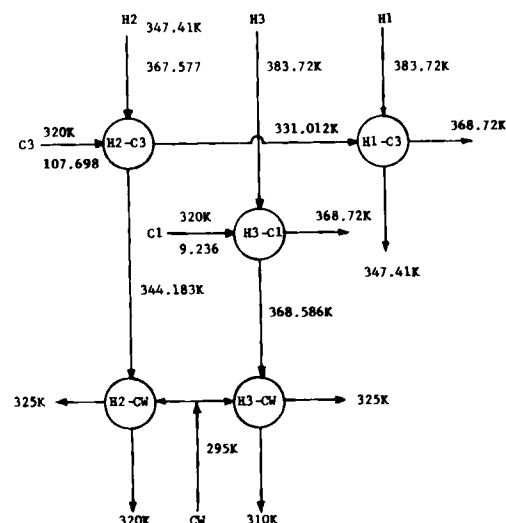 H2 H3 H1
347.41K
367.577 383.72K 383.72K
320K 331.012K 368.72K
C3 H2-C3 H1-C3
107.698
320K 368.72K
C1 H3-C1
9.236 347.41K
344.183K 368.586K
325K H2-CW H3-CW 325K
295K
320K CW 310K